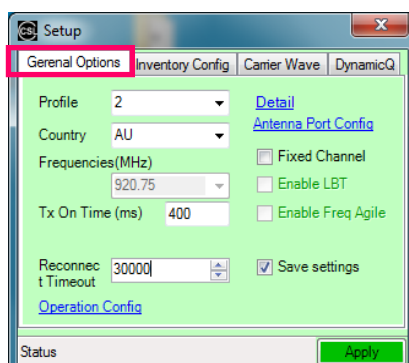 CSL Setup X
Gerenal Options Inventory Config Carrier Wave DynamicQ
Profile 2 Detail
Antenna Port Config
Country AU
Frequencies(MHz) Fixed Channel
920.75 Enable LBT
Tx On Time (ms) 400 Enable Freq Agile
Reconnec
t Timeout 30000 Save settings
Operation Config
Status Apply